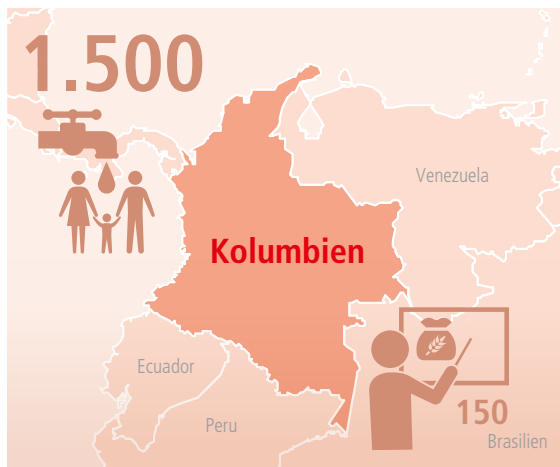 1.500
Venezuela
Kolumbien
Ecuador
Peru
150
Brasilien